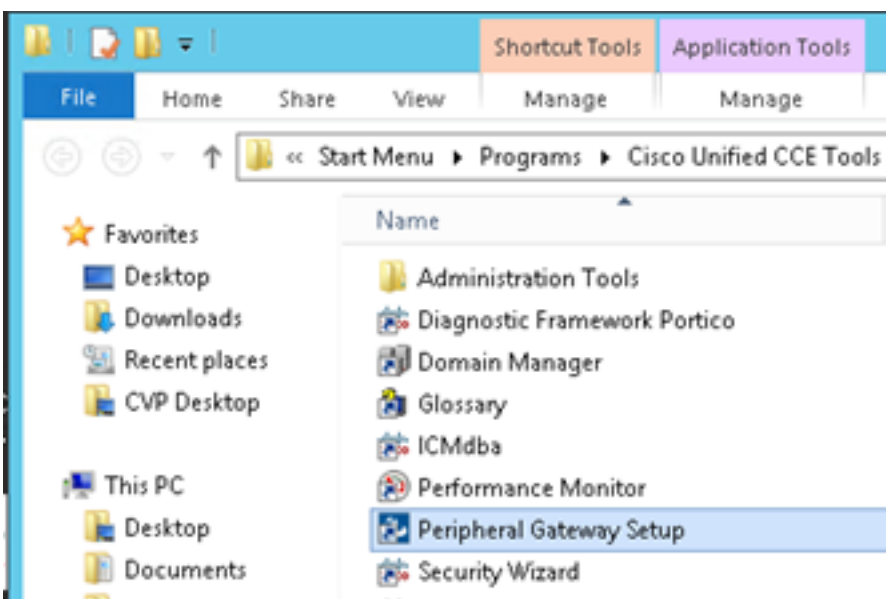 Shortcut Tools Application Tools
File Home Share View Manage Manage
« Start Menu Programs Cisco Unified CCE Tools
Name
Favorites
Desktop
Downloads
Recent places
CVP Desktop
This PC
Desktop
Documents
Administration Tools
Diagnostic Framework Portico
Domain Manager
Glossary
ICMdba
Performance Monitor
Peripheral Gateway Setup
Security Wizard